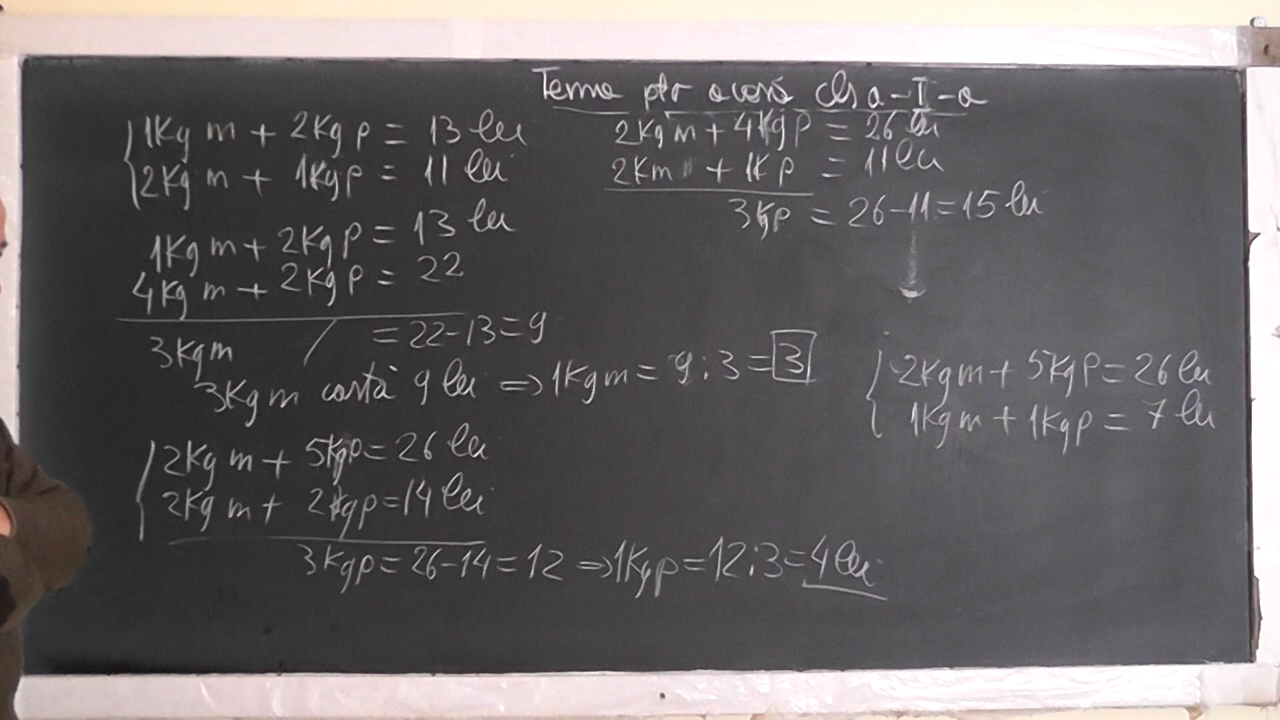 Tema ptr acasă cls a-I-a
1Kg m + 2Kg p = 13 lei
2Kg m + 1Kg p = 11 lei
1Kg m + 2Kg p = 13 lei
4Kg m + 2Kg p = 22
3Kg m / = 22-13=9
3Kg m costă 9 lei => 1Kg m = 9:3 = 3
2Kg m + 5Kg p = 26 lei
2Kg m + 2Kg p = 14 lei
3Kg p = 26-14 = 12 => 1Kg p = 12:3 = 4 lei
2Kg m + 4Kg p = 26 lei
2Km + 1K p = 11 lei
3Kg p = 26-11 = 15 lei
2Kg m + 5Kg p = 26 lei
1Kg m + 1Kg p = 7 lei